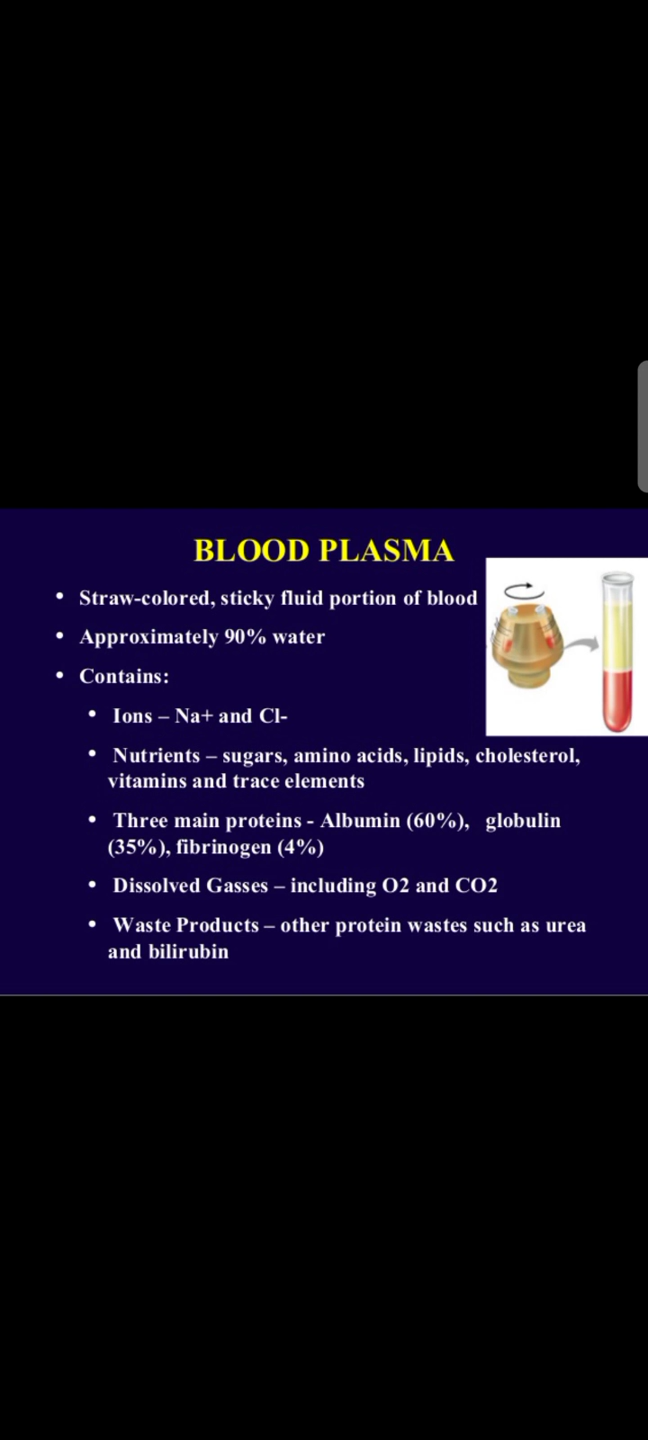 BLOOD PLASMA
• Straw-colored, sticky fluid portion of blood
• Approximately 90% water
• Contains:
• Ions – Na+ and Cl-
• Nutrients – sugars, amino acids, lipids, cholesterol,
vitamins and trace elements
• Three main proteins - Albumin (60%), globulin
(35%), fibrinogen (4%)
• Dissolved Gasses – including O2 and CO2
• Waste Products – other protein wastes such as urea
and bilirubin